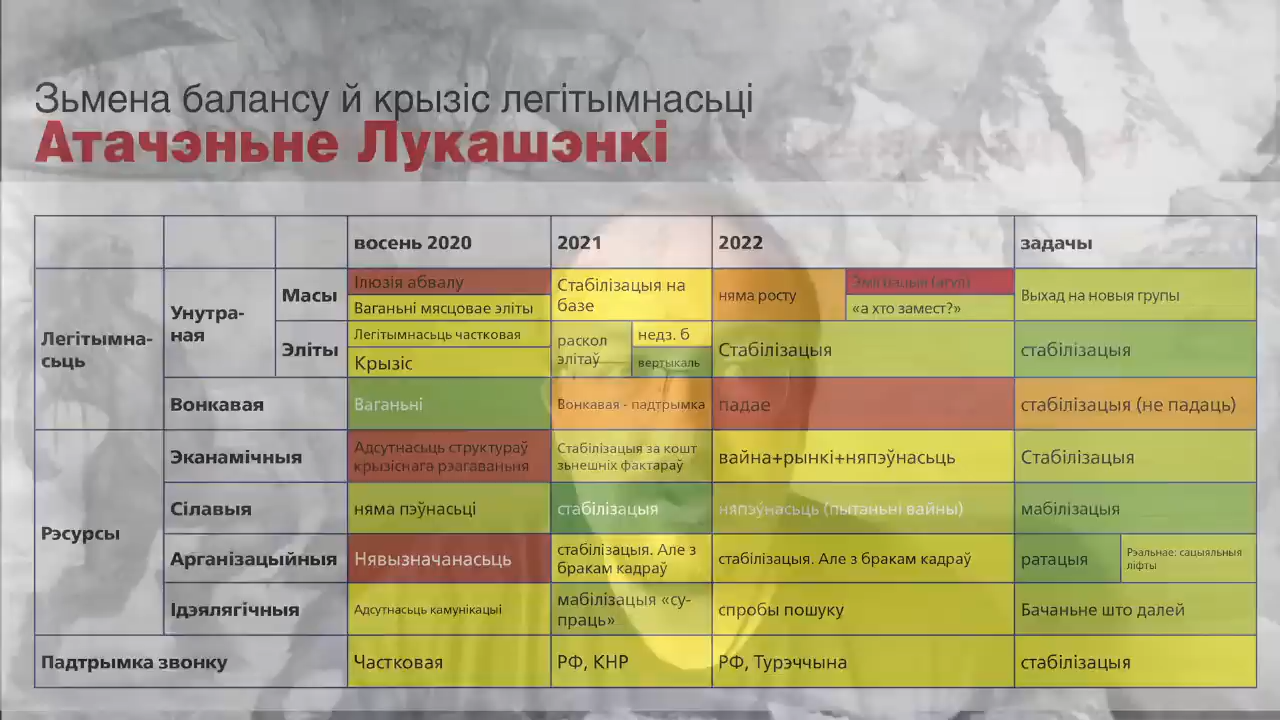 Зьмена балансу й крызіс легітымнасьці
Атачэньне Лукашэнкі
восень 2020
2021
2022
задачы
Легітымна-
сьць
Унутра-
ная
Масы
Ілюзія абвалу
Ваганьні мясцовае эліты
Стабілізацыя на
базе
няма росту
«а хто замест?»
Выхад на новыя групы
Эліты
Легітымнасьць частковая
Крызіс
раскол
элітаў
недз. б
вертыкаль
Стабілізацыя
стабілізацыя
Вонкавая
Ваганьні
Вонкавая - падтрымка
падае
стабілізацыя (не падаць)
Рэсурсы
Эканамічныя
Адсутнасьць структураў
крызіснага рэагаваньня
Стабілізацыя за кошт
зьнешніх фактараў
вайна+рынкі+няпэўнасьць
Стабілізацыя
Сілавыя
няма пэўнасьці
стабілізацыя
няпэўнасьць (пытаньні вайны)
мабілізацыя
Арганізацыйныя
Нявызначанасьць
стабілізацыя. Але з
бракам кадраў
стабілізацыя. Але з бракам кадраў
ратацыя
Рэальнае: сацыяльныя
ліфты
Ідэялягічныя
Адсутнасьць камунікацыі
мабілізацыя «су-
праць»
спробы пошуку
Бачаньне што далей
Падтрымка звонку
Частковая
РФ, КНР
РФ, Турэччына
стабілізацыя